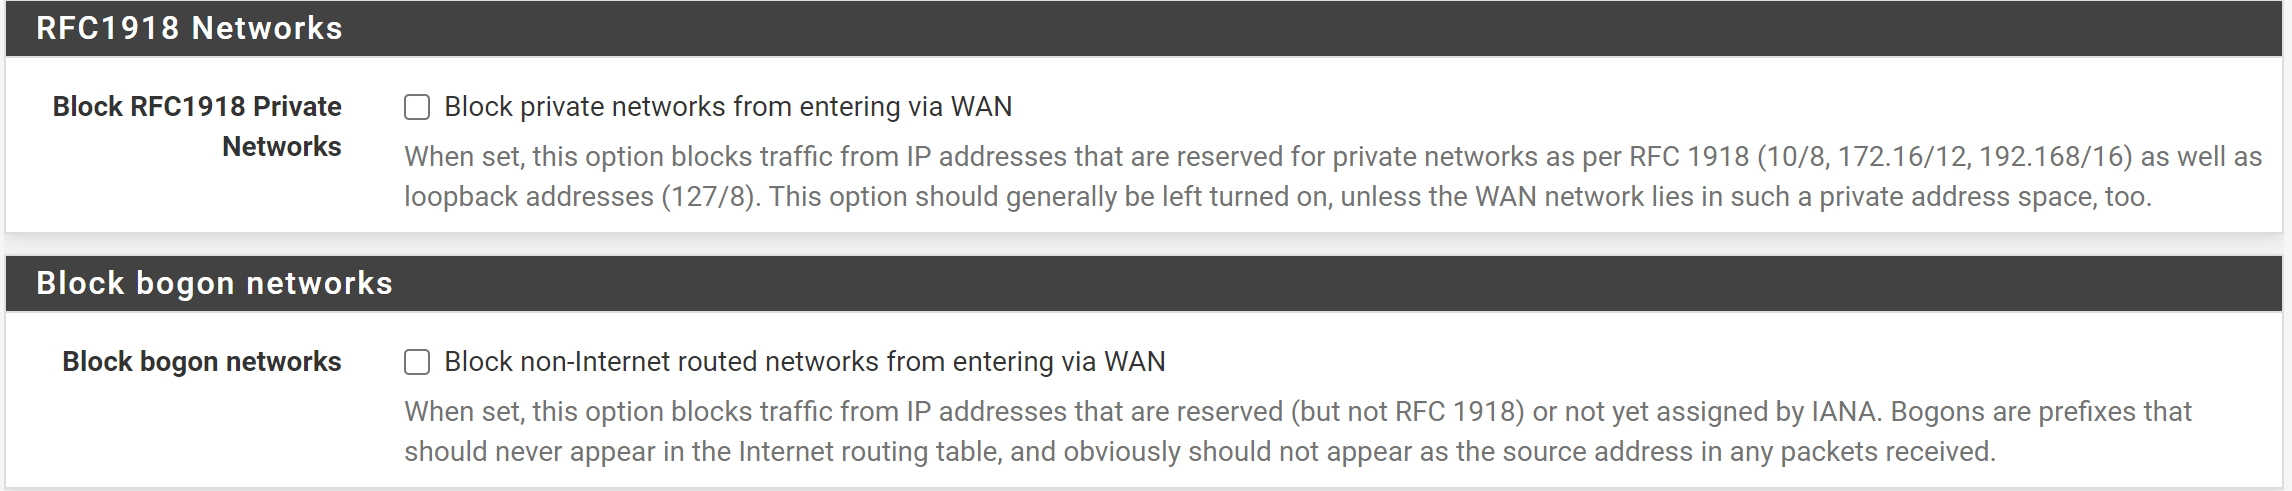 RFC1918 Networks
Block RFC1918 Private
Networks
Block private networks from entering via WAN
When set, this option blocks traffic from IP addresses that are reserved for private networks as per RFC 1918 (10/8, 172.16/12, 192.168/16) as well as
loopback addresses (127/8). This option should generally be left turned on, unless the WAN network lies in such a private address space, too.
Block bogon networks
Block bogon networks
Block non-Internet routed networks from entering via WAN
When set, this option blocks traffic from IP addresses that are reserved (but not RFC 1918) or not yet assigned by IANA. Bogons are prefixes that
should never appear in the Internet routing table, and obviously should not appear as the source address in any packets received.